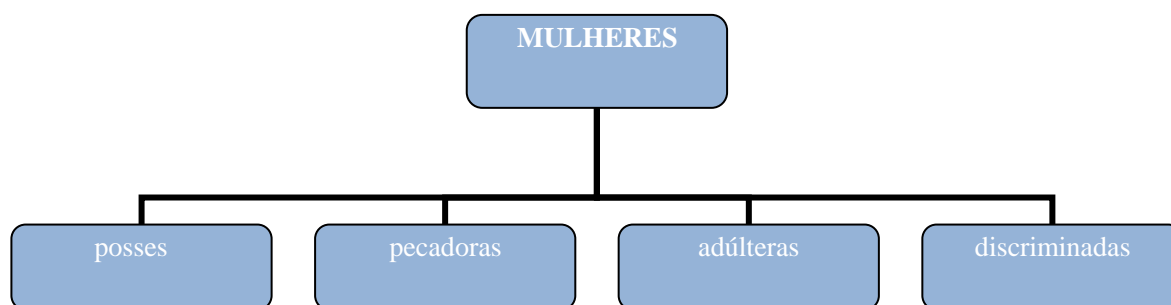 MULHERES
posses
pecadoras
adúlteras
discriminadas